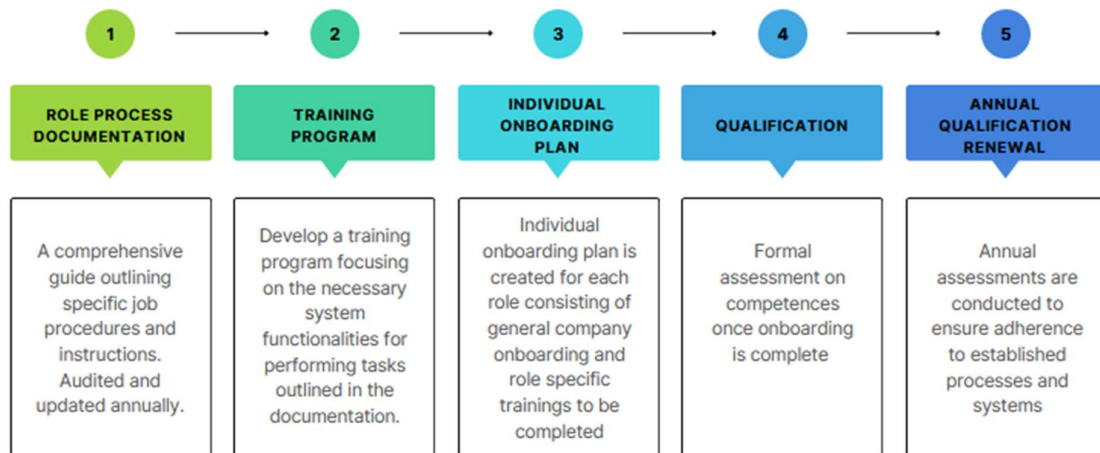 1
2
3
4
5
ROLE PROCESS
DOCUMENTATION
TRAINING
PROGRAM
INDIVIDUAL
ONBOARDING
PLAN
QUALIFICATION
ANNUAL
QUALIFICATION
RENEWAL
A comprehensive
guide outlining
specific job
procedures and
instructions.
Audited and
updated annually.
Develop a training
program focusing
on the necessary
system
functionalities for
performing tasks
outlined in the
documentation.
Individual
onboarding plan is
created for each
role consisting of
general company
onboarding and
role specific
trainings to be
completed
Formal
assessment on
competences
once onboarding
is complete
Annual
assessments are
conducted to
ensure adherence
to established
processes and
systems